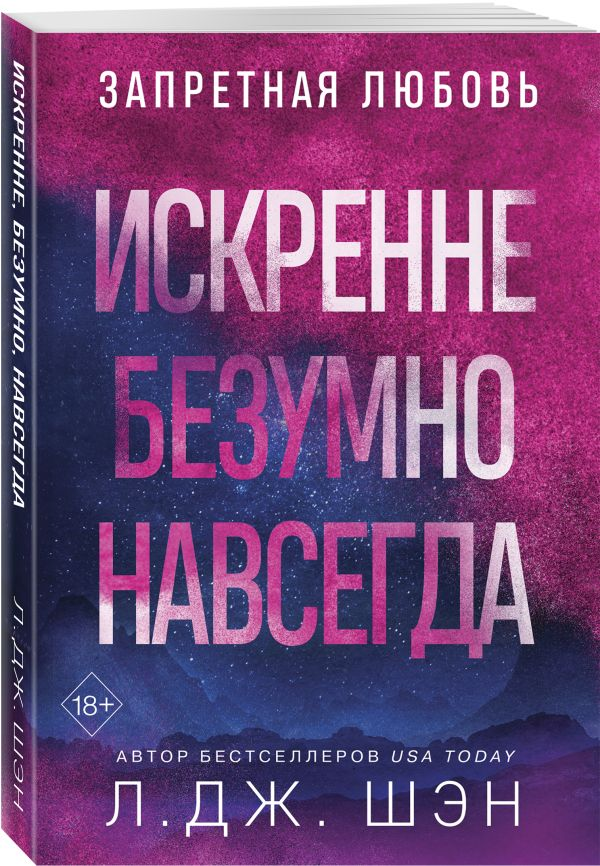 ЗАПРЕТНАЯ ЛЮБОВЬ
ИСКРЕННЕ
БЕЗУМНО
НАВСЕГДА
18+
АВТОР БЕСТСЕЛЛЕРОВ USA TODAY
Л. ДЖ. ШЭН
ИСКРЕННЕ, БЕЗУМНО, НАВСЕГДА
Л. ДЖ. ШЭН